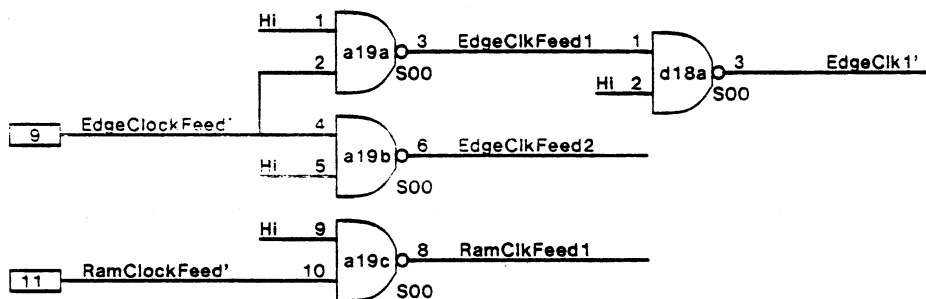 Hi 1
a19a 3 EdgeClkFeed1 1
2
S00
d18a 3 EdgeClk1'
Hi 2
S00
9 EdgeClockFeed' 4
a19b 6 EdgeClkFeed2
Hi 5
S00
Hi 9
a19c 8 RamClkFeed1
11 RamClockFeed' 10
S00